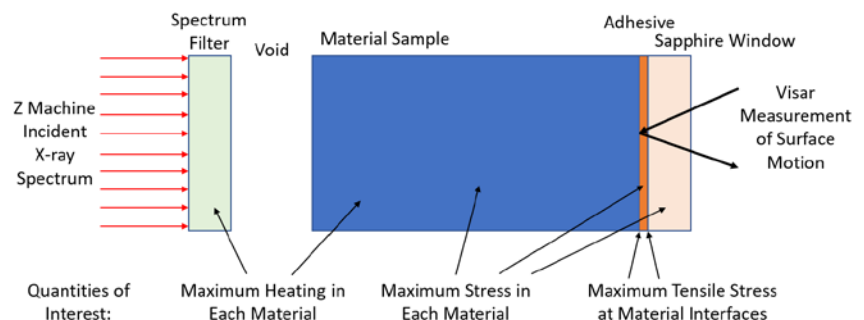 Spectrum
Filter
Void
Material Sample
Adhesive
Sapphire Window
Z Machine
Incident
X-ray
Spectrum
Visar
Measurement
of Surface
Motion
Quantities of
Interest:
Maximum Heating in
Each Material
Maximum Stress in
Each Material
Maximum Tensile Stress
at Material Interfaces